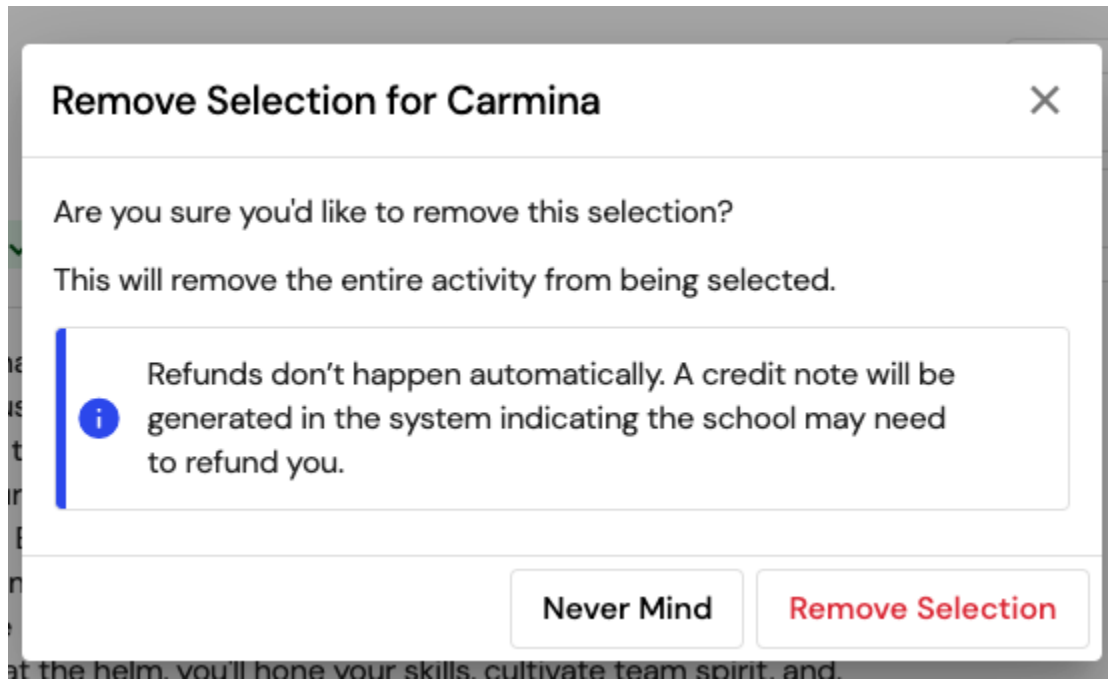 Remove Selection for Carmina
Are you sure you'd like to remove this selection?
This will remove the entire activity from being selected.
Refunds don’t happen automatically. A credit note will be
generated in the system indicating the school may need
to refund you.
Never Mind
Remove Selection
at the helm, you'll hone your skills, cultivate team spirit, and,